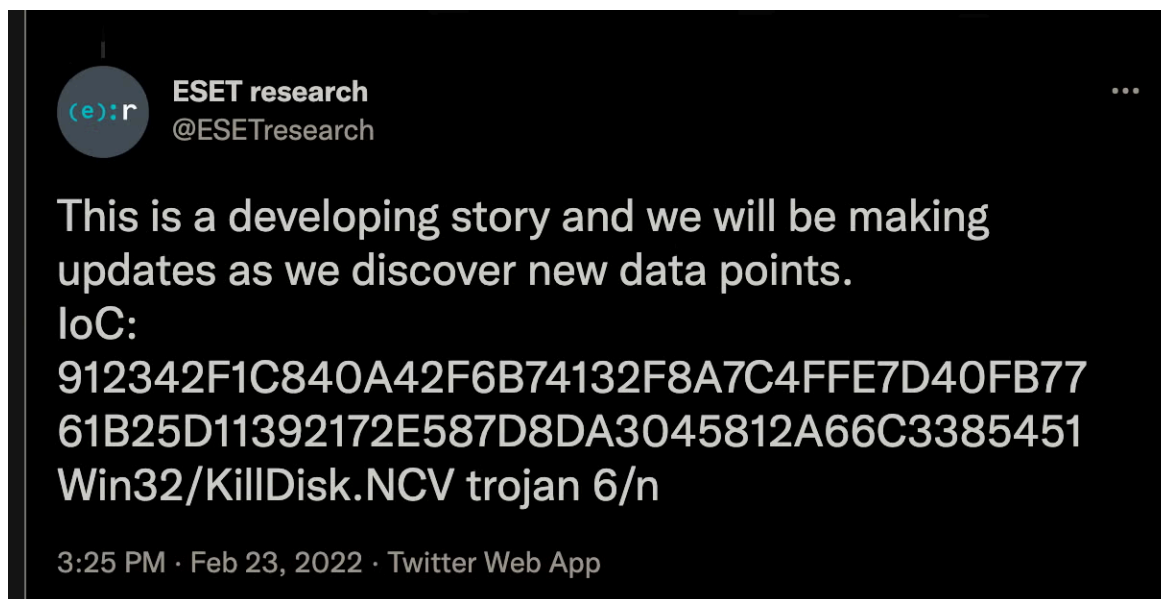 (e):r
ESET research
@ESETresearch
This is a developing story and we will be making
updates as we discover new data points.
IoC:
912342F1C840A42F6B74132F8A7C4FFE7D40FB77
61B25D11392172E587D8DA3045812A66C3385451
Win32/KillDisk.NCV trojan 6/n
3:25 PM · Feb 23, 2022 · Twitter Web App